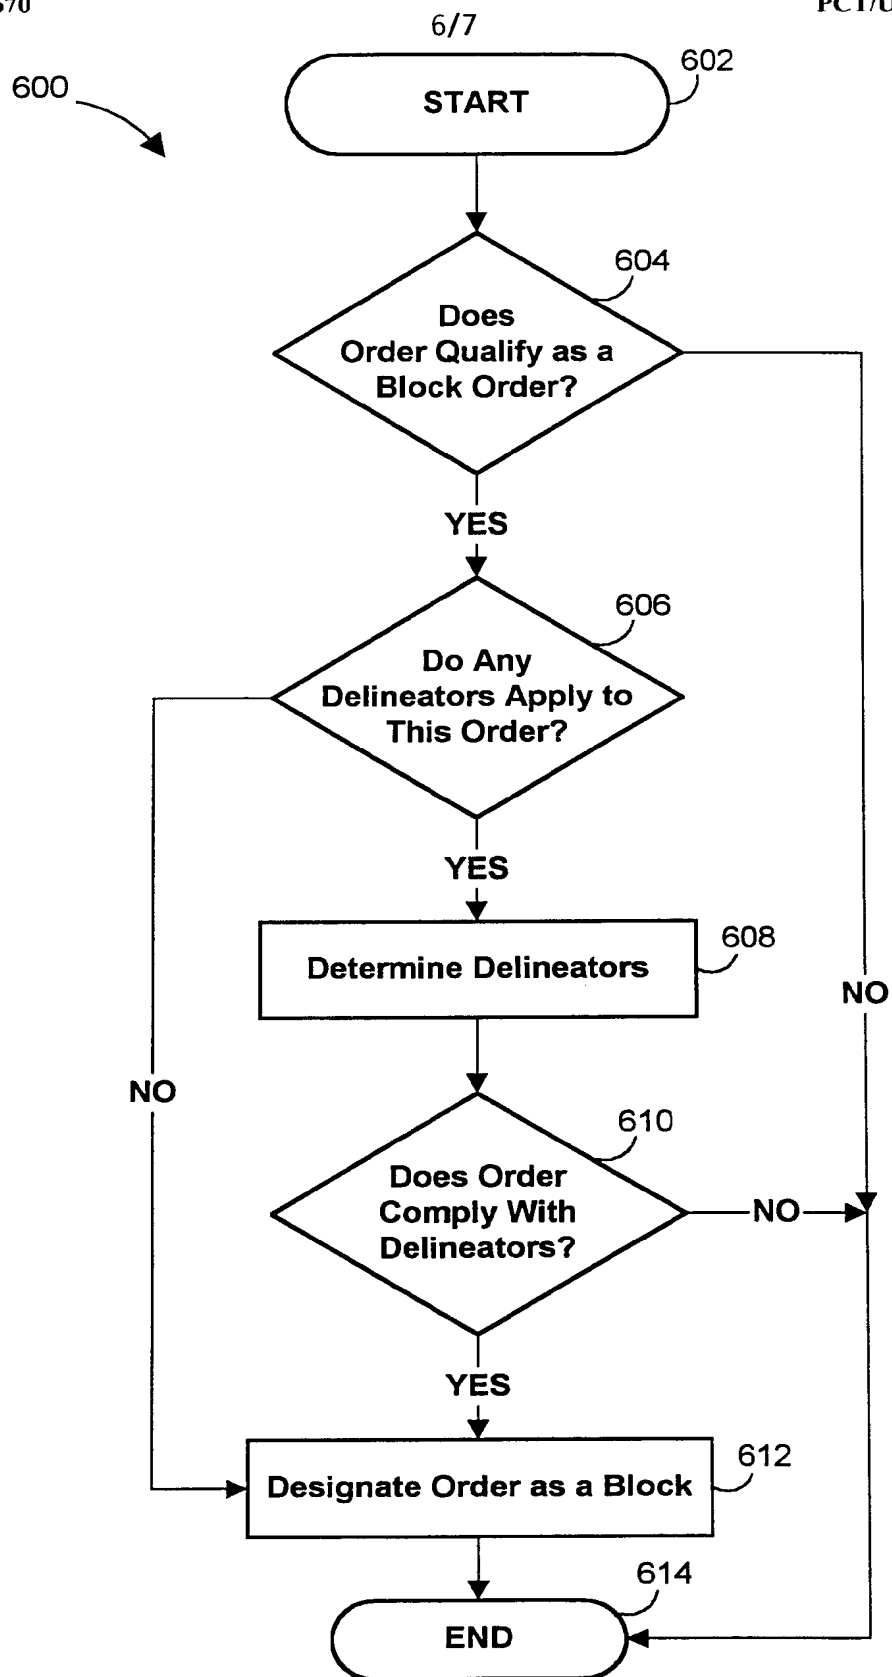 6/7
600
START
602
604
Does
Order Qualify as a
Block Order?
YES
606
Do Any
Delineators Apply to
This Order?
YES
608
Determine Delineators
NO
NO
610
Does Order
Comply With
Delineators?
NO
YES
612
Designate Order as a Block
614
END